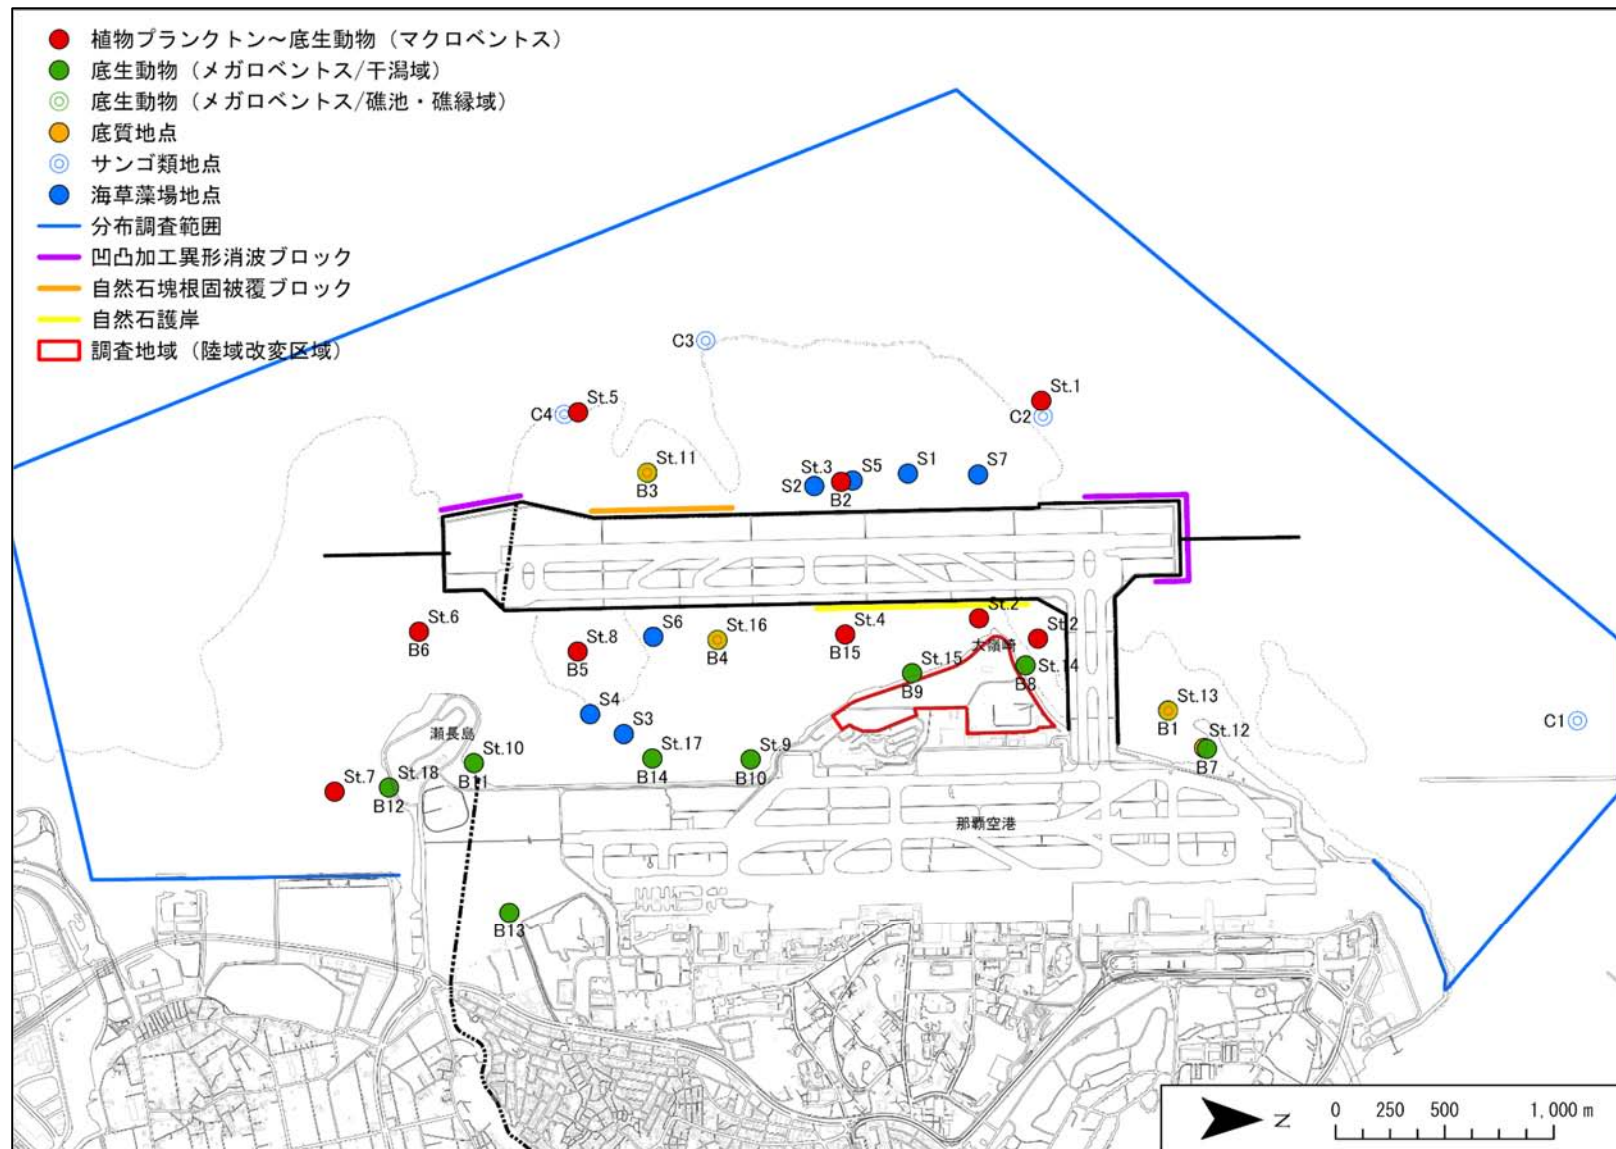 植物プランクトン～底生動物（マクロベントス）
底生動物（メガロベントス/干潟域）
底生動物（メガロベントス/礁池・礁縁域）
底質地点
サンゴ類地点
海草藻場地点
分布調査範囲
凹凸加工異形消波ブロック
自然石塊根固被覆ブロック
自然石護岸
調査地域（陸域改変区域）
C3
St.1
C2
St.5
C4
St.11
B3
St.3
S5
S1
S7
S2
B2
St.6
B6
St.8
B5
S6
St.16
B4
St.4
B15
St.2
St.2
大嶺崎
St.15
B9
St.14
B8
St.13
B1
St.12
B7
C1
S4
S3
瀬長島
St.10
B11
St.17
B14
St.9
B10
St.7
St.18
B12
那覇空港
B13
N
0 250 500 1,000 m